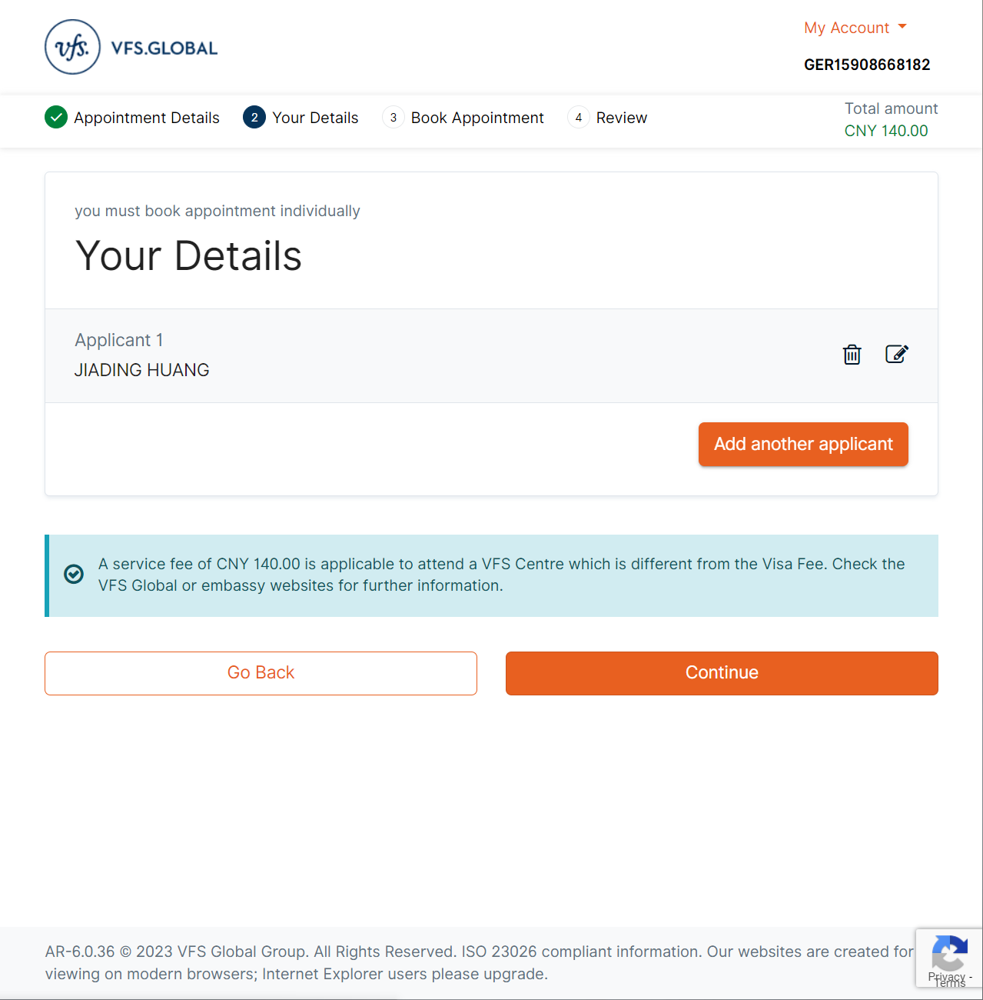 vfs. VFS.GLOBAL
My Account
GER15908668182
Appointment Details
2 Your Details
3 Book Appointment
4 Review
Total amount
CNY 140.00
you must book appointment individually
Your Details
Applicant 1
JIADING HUANG
Add another applicant
A service fee of CNY 140.00 is applicable to attend a VFS Centre which is different from the Visa Fee. Check the
VFS Global or embassy websites for further information.
Go Back
Continue
AR-6.0.36 © 2023 VFS Global Group. All Rights Reserved. ISO 23026 compliant information. Our websites are created for
viewing on modern browsers; Internet Explorer users please upgrade.
Privacy -
Terms